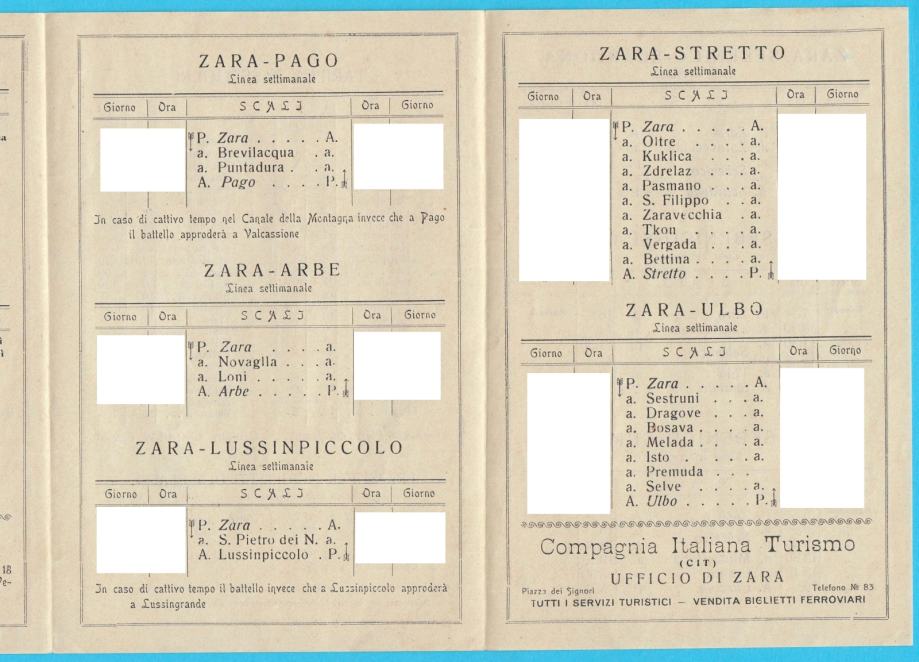 ZARA-PAGO
Linea settimanale
Giorno Ora SCALI Ora Giorno
P. Zara . . . . . A.
a. Brevilacqua . a.
a. Puntadura . . a.
A. Pago . . . . P.
In caso di cattivo tempo nel Canale della Montagna invece che a Pago
il battello approderà a Valcassione
ZARA-ARBE
Linea settimanale
Giorno Ora SCALI Ora Giorno
P. Zara . . . . a.
a. Novaglia . . . a.
a. Loni . . . . . a.
A. Arbe . . . . P.
ZARA-LUSSINPICCOLO
Linea settimanale
Giorno Ora SCALI Ora Giorno
P. Zara . . . . . A.
a. S. Pietro dei N. a.
A. Lussinpiccolo . P.
In caso di cattivo tempo il battello invece che a Lussinpiccolo approderà
a Lussingrande
ZARA-STRETTO
Linea settimanale
Giorno Ora SCALI Ora Giorno
P. Zara . . . . . A.
a. Oltre . . . . a.
a. Kuklica . . . a.
a. Zdrelaz . . . a.
a. Pasmano . . . a.
a. S. Filippo . . a.
a. Zaravecchia . a.
a. Tkon . . . . a.
a. Vergada . . . a.
a. Bettina . . . . a.
A. Stretto . . . . P.
ZARA-ULBO
Linea settimanale
Giorno Ora SCALI Ora Giorno
P. Zara . . . . . A.
a. Sestruni . . . a.
a. Dragove . . . a.
a. Bosava . . . . a.
a. Melada . . . . a.
a. Isto . . . . . a.
a. Premuda . . .
a. Selve . . . . a.
A. Ulbo . . . . P.
Compagnia Italiana Turismo
(CIT)
UFFICIO DI ZARA
Piazza dei Signori Telefono № 83
TUTTI I SERVIZI TURISTICI — VENDITA BIGLIETTI FERROVIARI
18